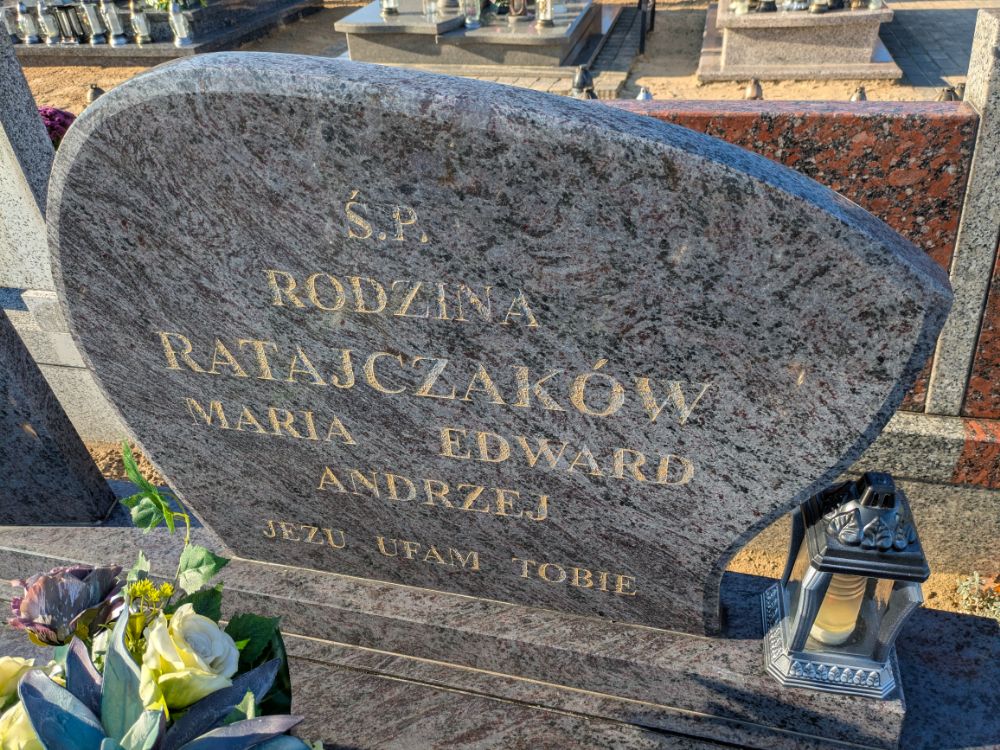 Ś.P.
RODZINA
RATAJCZAKÓW
MARIA EDWARD
ANDRZEJ
JEZU UFAM TOBIE